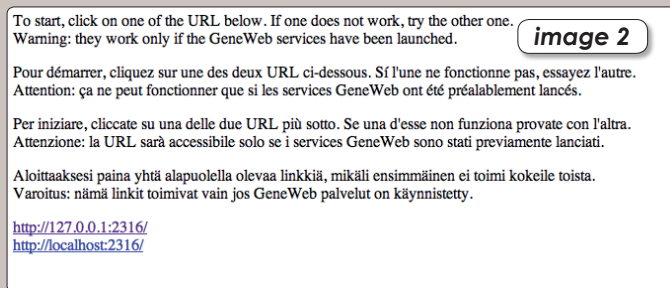 To start, click on one of the URL below. If one does not work, try the other one.
Warning: they work only if the GeneWeb services have been launched.
image 2
Pour démarrer, cliquez sur une des deux URL ci-dessous. Sí l'une ne fonctionne pas, essayez l'autre.
Attention: ça ne peut fonctionner que si les services GeneWeb ont été préalablement lancés.
Per iniziare, cliccate su una delle due URL più sotto. Se una d'esse non funziona provate con l'altra.
Attenzione: la URL sarà accessibile solo se i services GeneWeb sono stati previamente lanciati.
Aloittaaksesi paina yhtä alapuolella olevaa linkkiä, mikäli ensimmäinen ei toimi kokeile toista.
Varoitus: nämä linkit toimivat vain jos GeneWeb palvelut on käynnistetty.
http://127.0.0.1:2316/
http://localhost:2316/